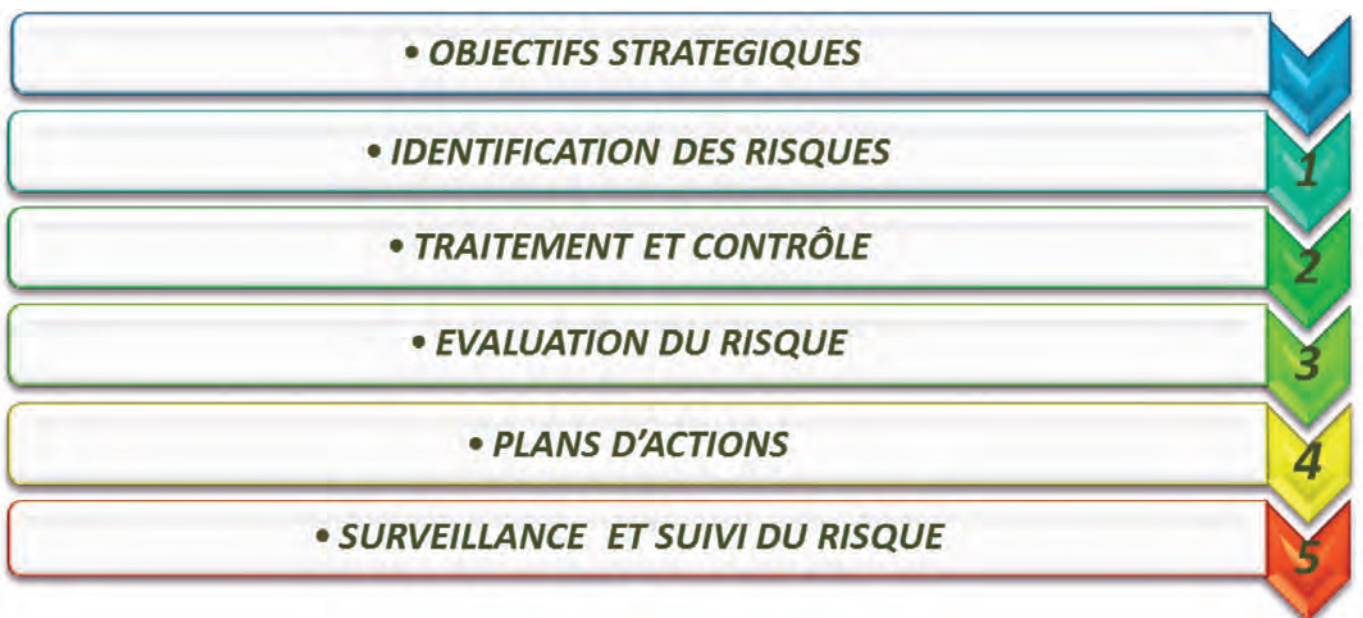 • OBJECTIFS STRATEGIQUES
• IDENTIFICATION DES RISQUES
1
• TRAITEMENT ET CONTRÔLE
2
• EVALUATION DU RISQUE
3
• PLANS D’ACTIONS
4
• SURVEILLANCE ET SUIVI DU RISQUE
5